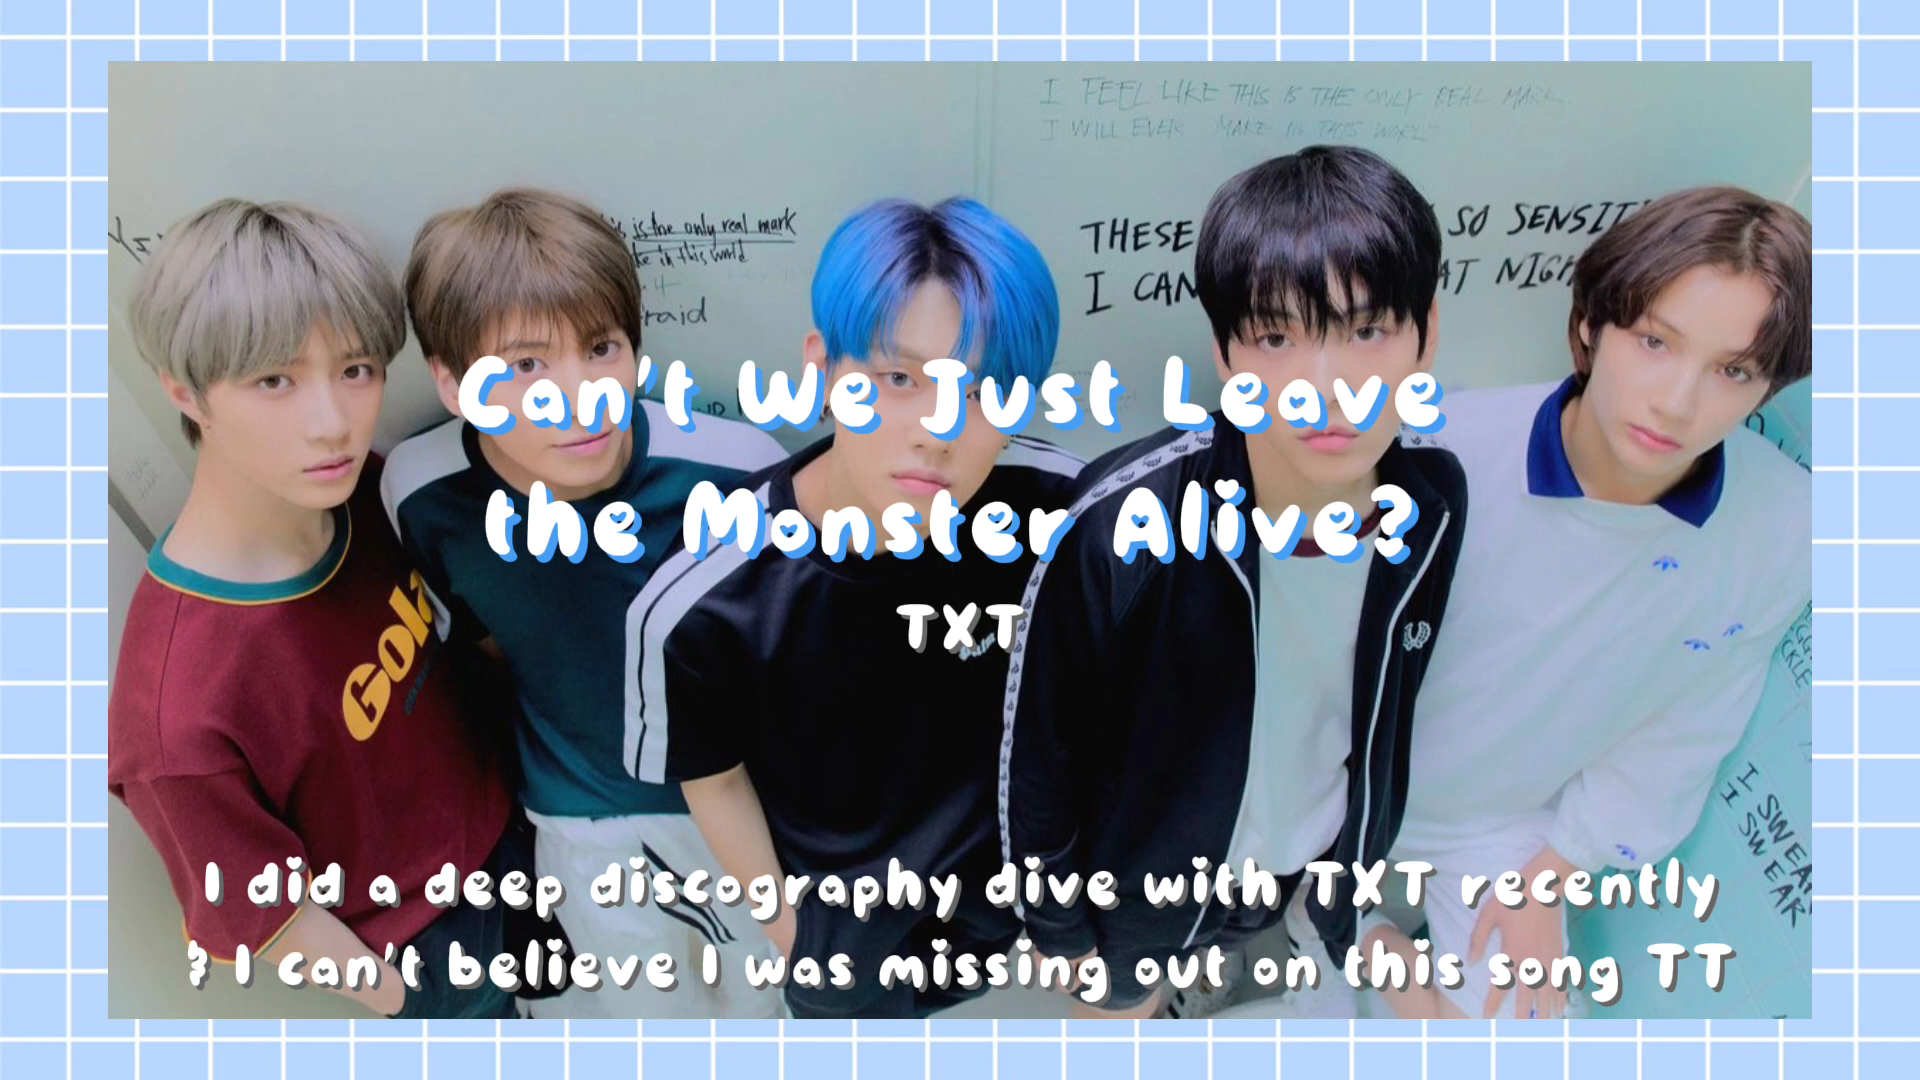 I FEEL LIKE THIS IS THE ONLY REAL MARK
I WILL EVER MAKE IN THIS WORLD
is the only real mark
in this world
THESE SO SENSITI
I CAN AT NIGH
Can't We Just Leave
the Monster Alive?
TXT
Gola
I SWEAR
I SWEAR
I did a deep discography dive with TXT recently
& I can't believe I was missing out on this song TT